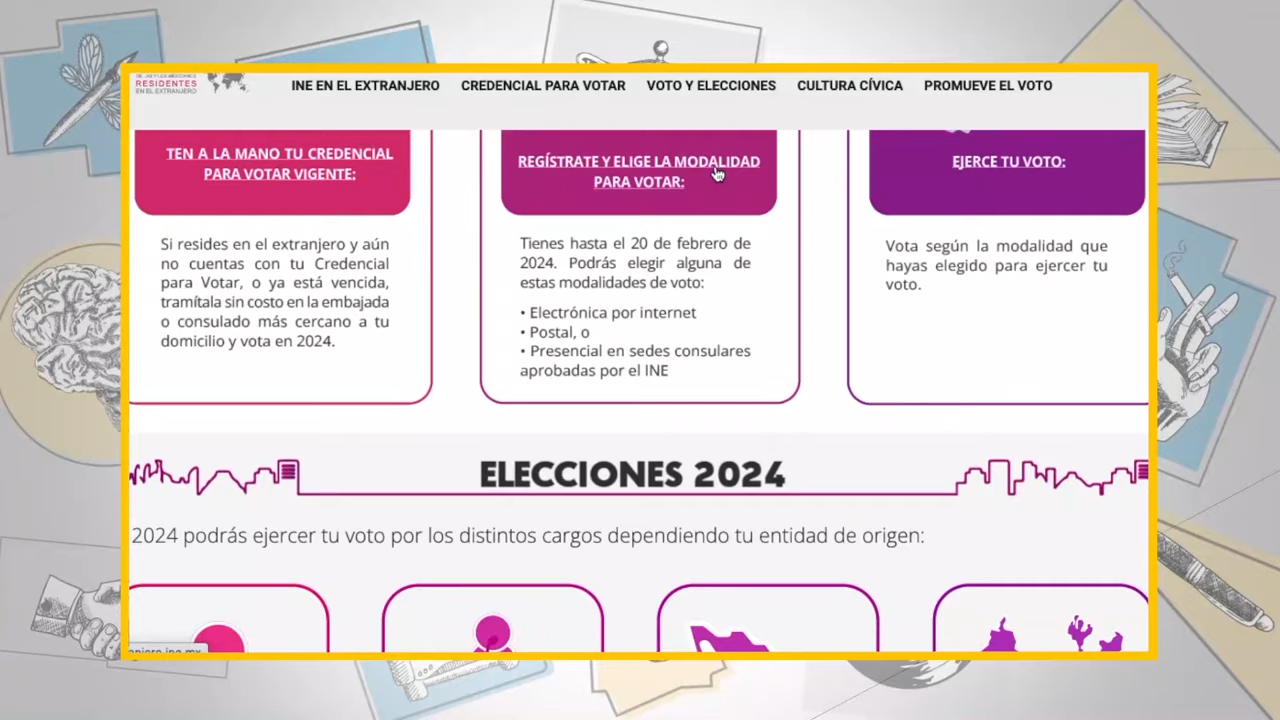 RESIDENTES
EN EL EXTRANJERO
INE EN EL EXTRANJERO
CREDENCIAL PARA VOTAR
VOTO Y ELECCIONES
CULTURA CÍVICA
PROMUEVE EL VOTO
TEN A LA MANO TU CREDENCIAL
PARA VOTAR VIGENTE:
Si resides en el extranjero y aún
no cuentas con tu Credencial
para Votar, o ya está vencida,
tramítala sin costo en la embajada
o consulado más cercano a tu
domicilio y vota en 2024.
REGÍSTRATE Y ELIGE LA MODALIDAD
PARA VOTAR:
Tienes hasta el 20 de febrero de
2024. Podrás elegir alguna de
estas modalidades de voto:
• Electrónica por internet
• Postal, o
• Presencial en sedes consulares
aprobadas por el INE
EJERCE TU VOTO:
Vota según la modalidad que
hayas elegido para ejercer tu
voto.
ELECCIONES 2024
2024 podrás ejercer tu voto por los distintos cargos dependiendo tu entidad de origen: